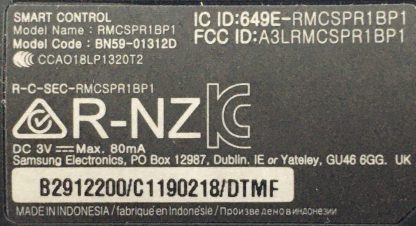 SMART CONTROL
Model Name : RMCSPR1BP1
Model Code : BN59-01312D
CCAO18LP1320T2
IC ID:649E-RMCSPR1BP1
FCC ID:A3LRMCSPR1BP1
R-C-SEC-RMCSPR1BP1
R-NZ
DC 3V Max. 80mA
Samsung Electronics, PO Box 12987, Dublin. IE or Yateley, GU46 6GG. UK
B2912200/C1190218/DTMF
MADE IN INDONESIA / fabriqué en Indonésie / Произведено в индонезии